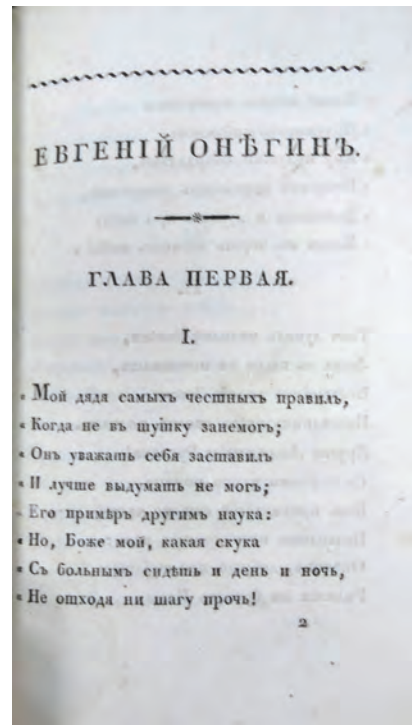 ЕВГЕНІЙ ОНѢГИНЪ.
ГЛАВА ПЕРВАЯ.
I.
« Мой дядя самыхъ честныхъ правилъ,
« Когда не въ шутку занемогъ;
« Онъ уважать себя заставилъ
« И лучше выдумать не могъ;
« Его примѣръ другимъ наука:
« Но, Боже мой, какая скука
« Съ больнымъ сидѣть и день и ночь,
« Не отходя ни шагу прочь!
2